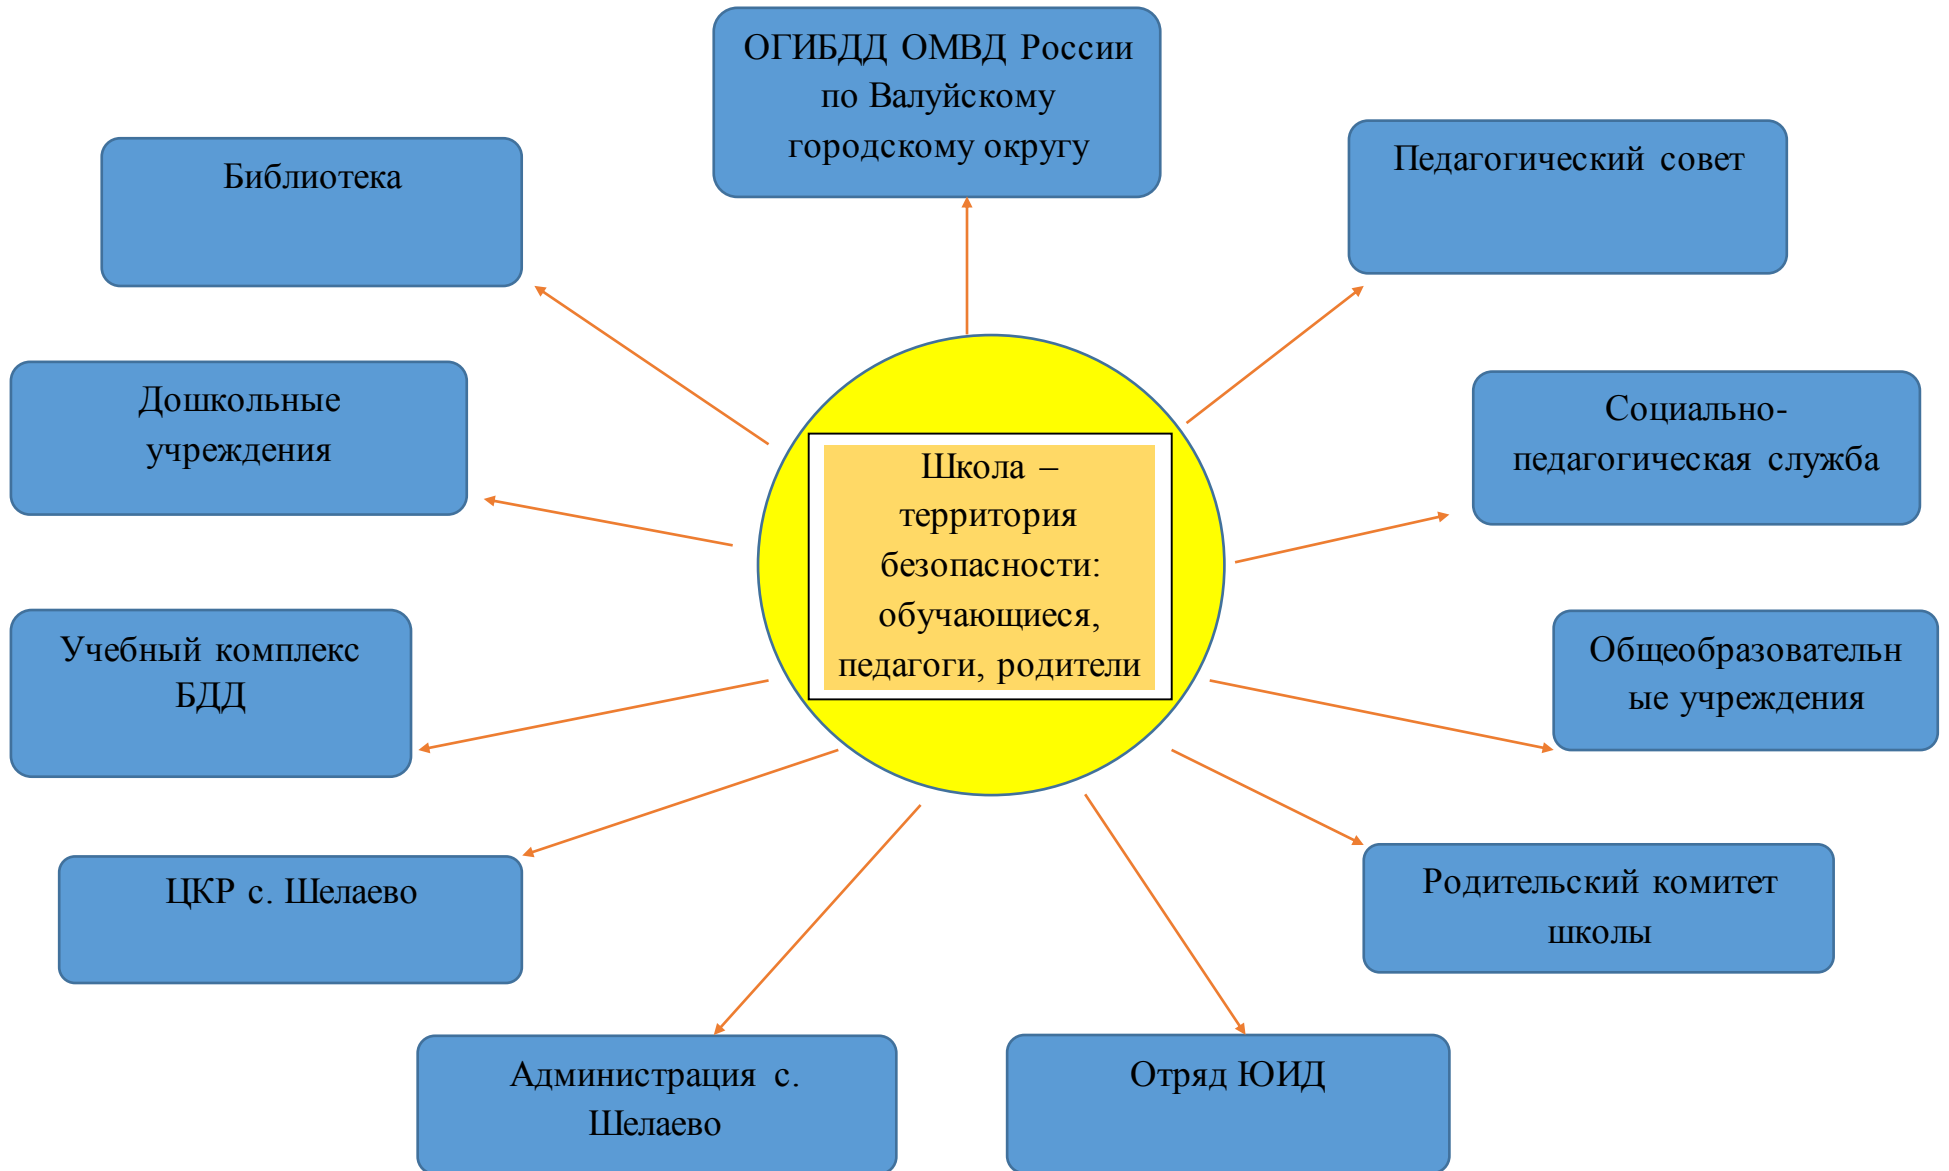 ОГИБДД ОМВД России
по Валуйскому
городскому округу
Библиотека
Педагогический совет
Дошкольные
учреждения
Социально-
педагогическая служба
Школа –
территория
безопасности:
обучающиеся,
педагоги, родители
Учебный комплекс
БДД
Общеобразовательн
ые учреждения
ЦКР с. Шелаево
Родительский комитет
школы
Администрация с.
Шелаево
Отряд ЮИД